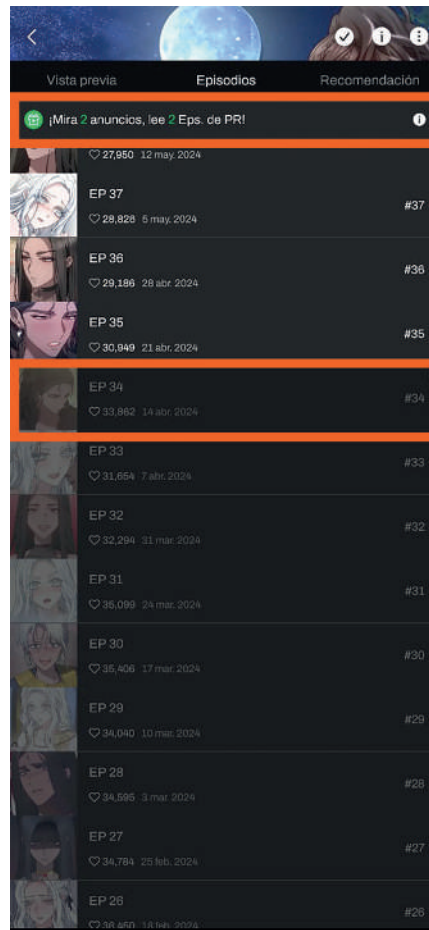 Vista previa Episodios Recomendación
¡Mira 2 anuncios, lee 2 Eps. de PR!
27,950 12 may. 2024
EP 37
#37
28,828 5 may. 2024
EP 36
#36
29,186 28 abr. 2024
EP 35
#35
30,949 21 abr. 2024
EP 34
#34
33,862 14 abr. 2024
EP 33
#33
31,654 7 abr. 2024
EP 32
#32
32,294 31 mar. 2024
EP 31
#31
36,099 24 mar. 2024
EP 30
#30
35,406 17 mar. 2024
EP 29
#29
34,040 10 mar. 2024
EP 28
#28
34,595 3 mar. 2024
EP 27
#27
34,784 25 feb. 2024
EP 26
#26
36,450 18 feb. 2024